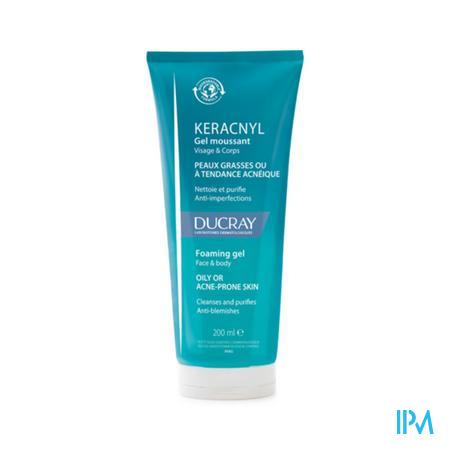 KERACNYL
Gel moussant
Visage & Corps
PEAUX GRASSES OU
À TENDANCE ACNÉIQUE
Nettoie et purifie
Anti-imperfections
DUCRAY
LABORATOIRES DERMATOLOGIQUES
Foaming gel
Face & body
OILY OR
ACNE-PRONE SKIN
Cleanses and purifies
Anti-blemishes
200 ml ℮
IPM